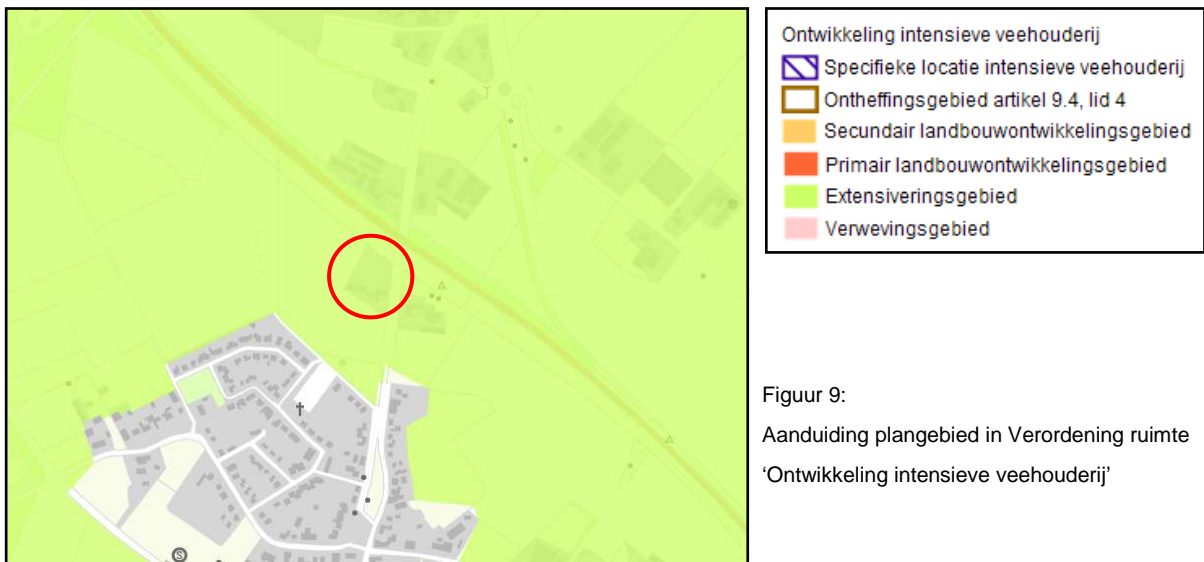 Ontwikkeling intensieve veehouderij
Specifieke locatie intensieve veehouderij
Ontheffingsgebied artikel 9.4, lid 4
Secundair landbouwontwikkelingsgebied
Primair landbouwontwikkelingsgebied
Extensiveringsgebied
Verwevingsgebied
Figuur 9:
Aanduiding plangebied in Verordening ruimte
‘Ontwikkeling intensieve veehouderij’
S